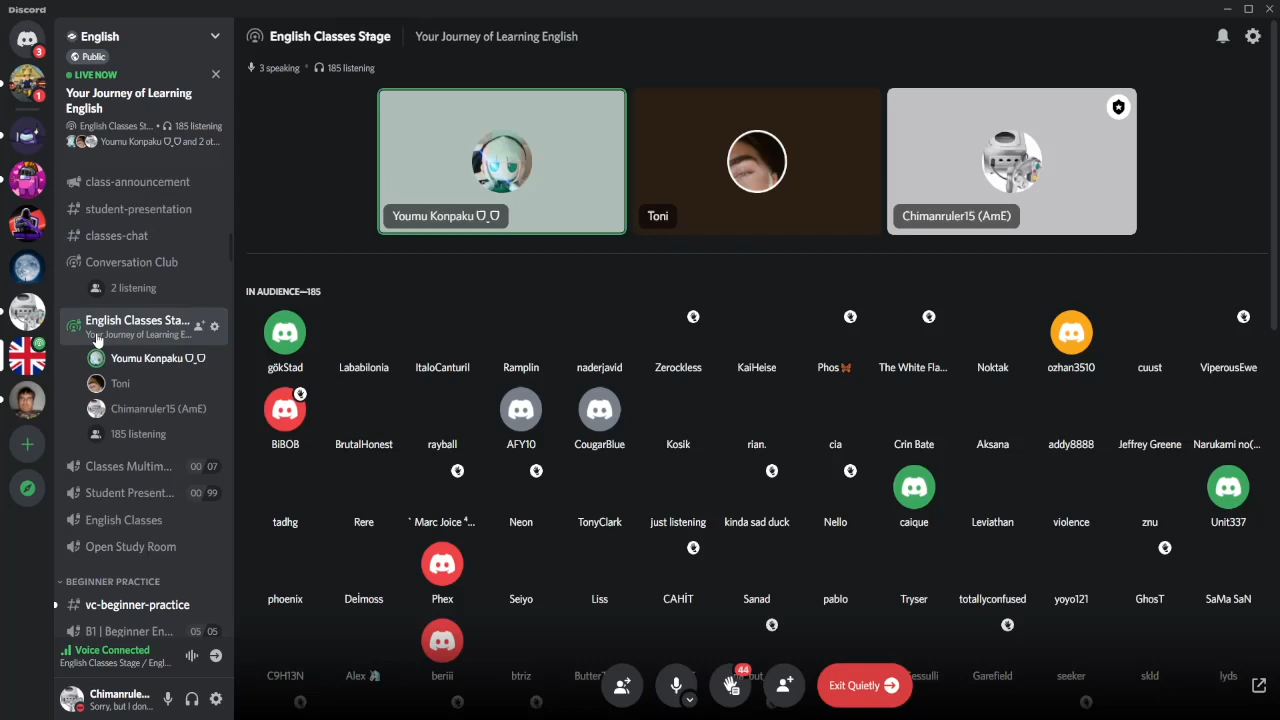 Discord
English
Public
LIVE NOW
Your Journey of Learning
English
English Classes St... • 185 listening
Youmu Konpaku ᗜˬᗜ and 2 ot...
class-announcement
student-presentation
classes-chat
Conversation Club
2 listening
English Classes Sta...
Your Journey of Learning E...
Youmu Konpaku ᗜˬᗜ
Toni
Chimanruler15 (AmE)
185 listening
Classes Multim... 00 07
Student Present... 00 99
English Classes
Open Study Room
BEGINNER PRACTICE
vc-beginner-practice
B1 | Beginner En... 05 05
Voice Connected
English Classes Stage / Engl...
Chimanrule...
Sorry, but I don...
3
1
English Classes Stage Your Journey of Learning English
3 speaking • 185 listening
Youmu Konpaku ᗜˬᗜ
Toni
Chimanruler15 (AmE)
IN AUDIENCE—185
gökStad Lababilonia ItaloCanturil Ramplin naderjavid Zerockless KaiHeise Phos The White Fla... Noktak ozhan3510 cuust ViperousEwe
BiBOB BrutalHonest rayball AFY10 CougarBlue Kosik rian. cia Crin Bate Aksana addy8888 Jeffrey Greene Narukami no(...
tadhg Rere Marc Joice Neon TonyClark just listening kinda sad duck Nello caique Leviathan violence znu Unit337
phoenix Deİmoss Phex Seiyo Liss CAHİT Sanad pablo Tryser totallyconfused yoyo121 GhosT SaMa SaN
C9H13N Alex beriii btriz Garefield seeker skld lyds
44
Exit Quietly